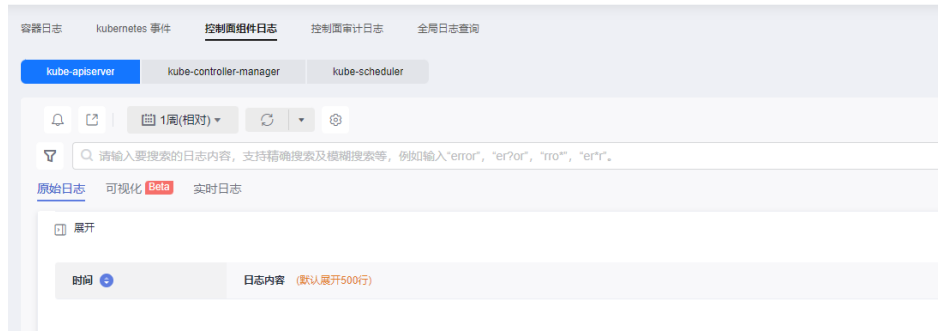 容器日志 kubernetes 事件 控制面组件日志 控制面审计日志 全局日志查询
kube-apiserver kube-controller-manager kube-scheduler
1周(相对)
请输入要搜索的日志内容，支持精确搜索及模糊搜索等，例如输入"error"，"er?or"，"rro*"，"er*r"。
原始日志 可视化 Beta 实时日志
展开
时间 日志内容 (默认展开500行)